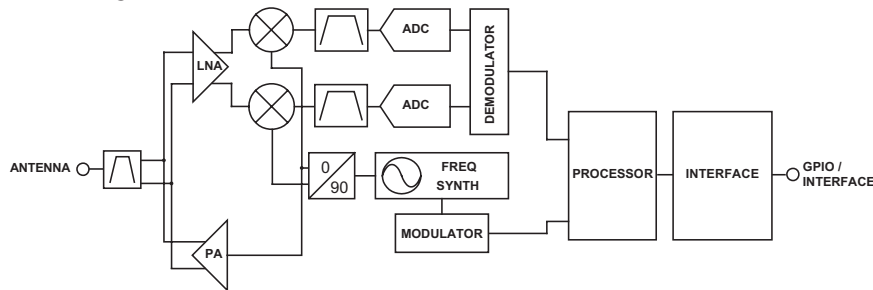 LNA
ADC
ADC
DEMODULATOR
ANTENNA
0
90
FREQ
SYNTH
MODULATOR
PA
PROCESSOR
INTERFACE
GPIO /
INTERFACE